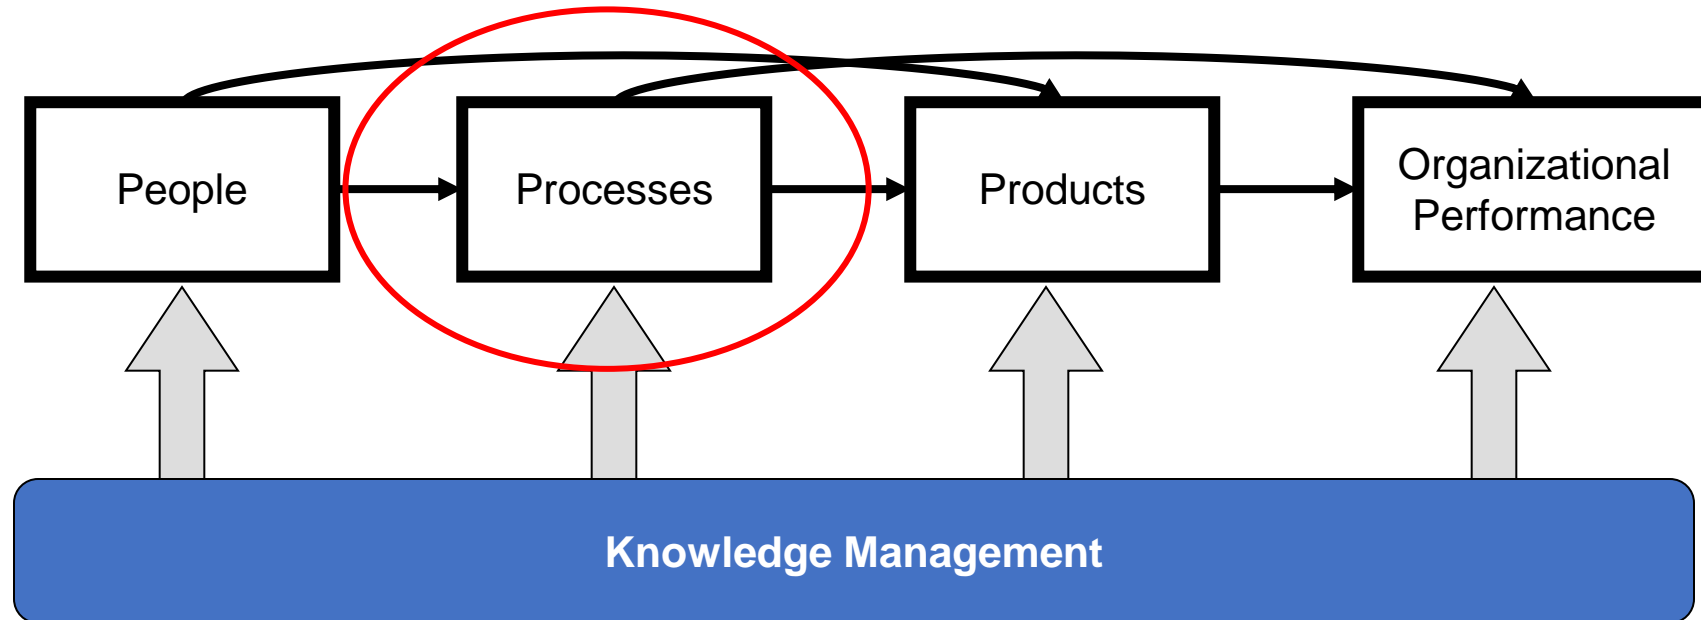 People
Processes
Products
Organizational
Performance
Knowledge Management